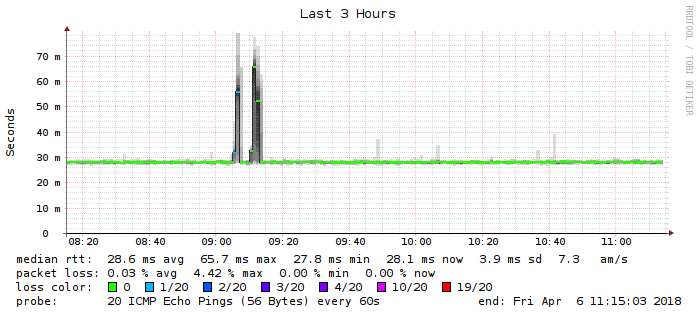 Last 3 Hours
RRDTOOL / TOBI OETIKER
Seconds
70 m
60 m
50 m
40 m
30 m
20 m
10 m
0
08:20 08:40 09:00 09:20 09:40 10:00 10:20 10:40 11:00
median rtt: 28.6 ms avg 65.7 ms max 27.8 ms min 28.1 ms now 3.9 ms sd 7.3 am/s
packet loss: 0.03 % avg 4.42 % max 0.00 % min 0.00 % now
loss color: 0 1/20 2/20 3/20 4/20 10/20 19/20
probe: 20 ICMP Echo Pings (56 Bytes) every 60s end: Fri Apr 6 11:15:03 2018